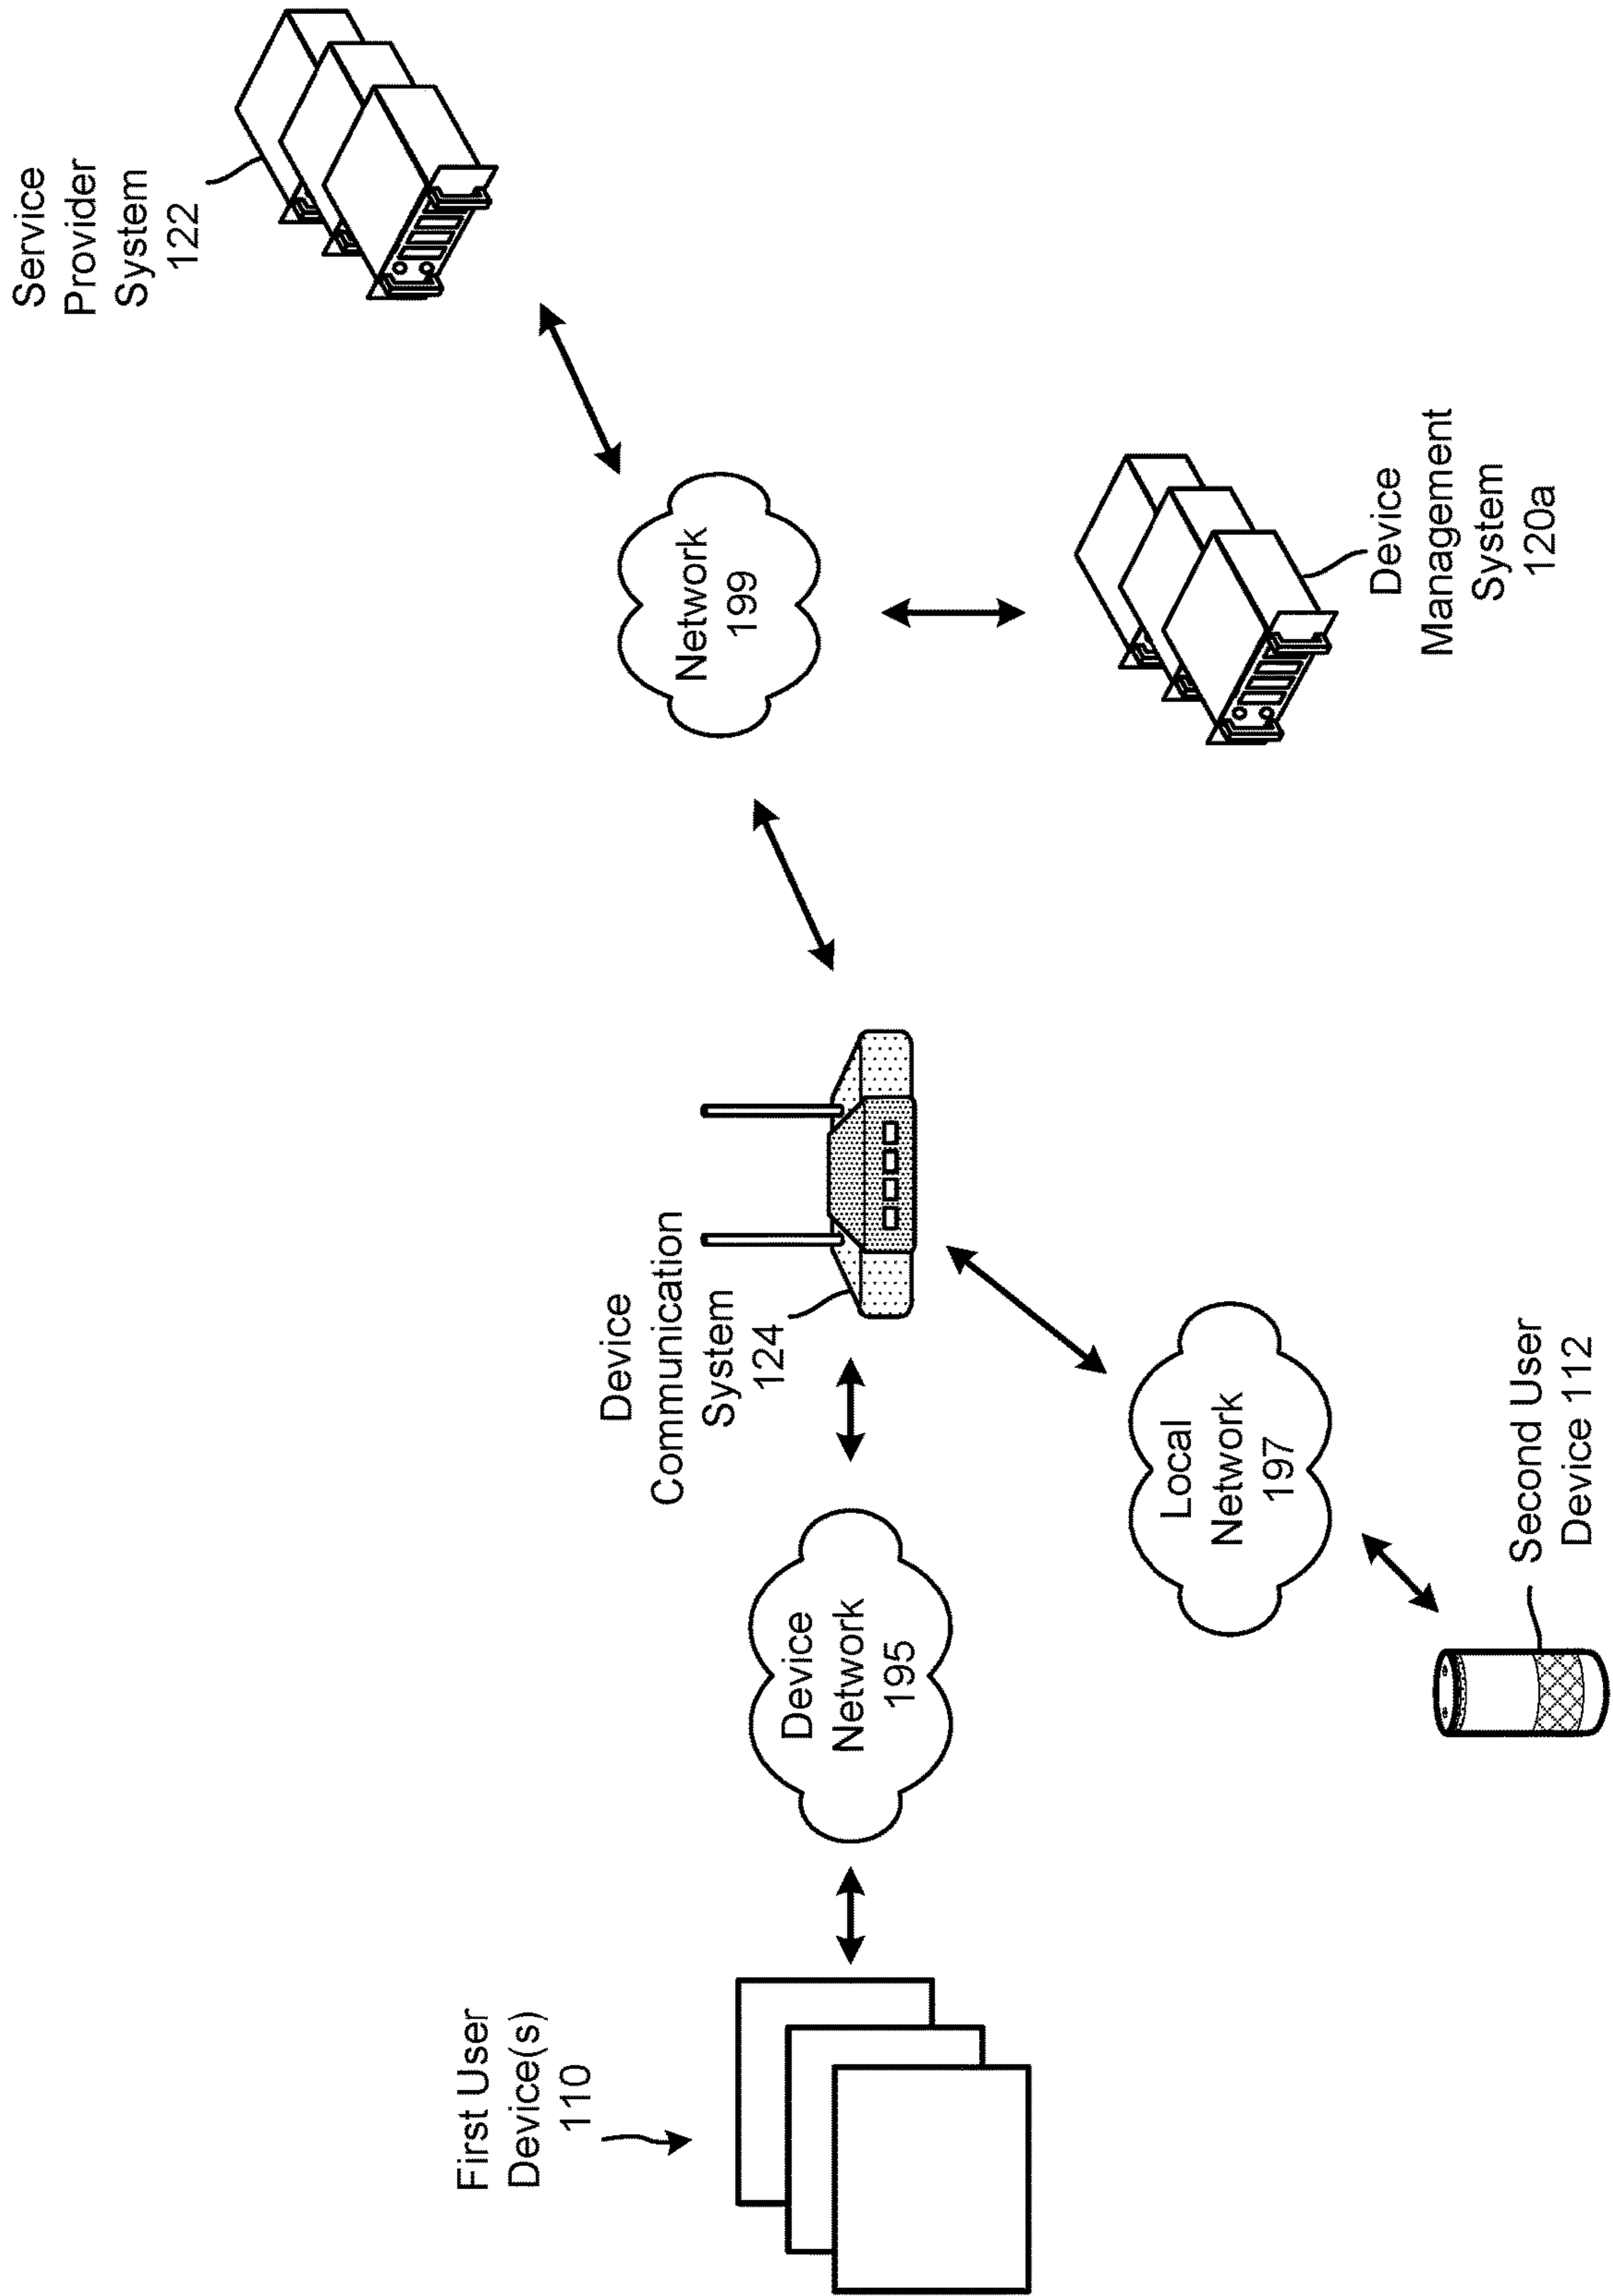 Service
Provider
System
122
Network
199
Device
Management
System
120a
Device
Communication
System
124
First User
Device(s)
110
Device
Network
195
Local
Network
197
Second User
Device 112